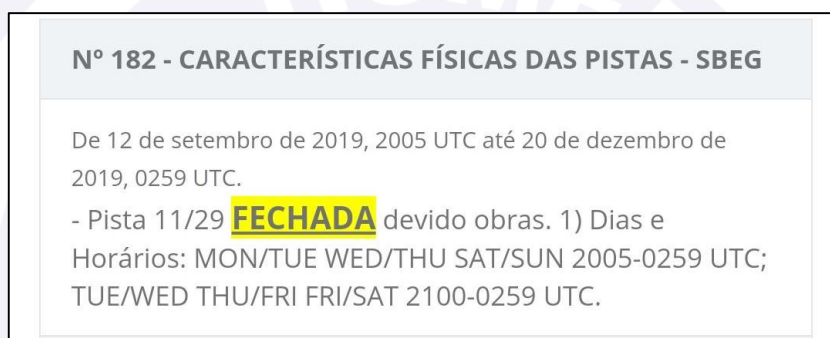 Nº 182 - CARACTERÍSTICAS FÍSICAS DAS PISTAS - SBEG
De 12 de setembro de 2019, 2005 UTC até 20 de dezembro de
2019, 0259 UTC.
- Pista 11/29 FECHADA devido obras. 1) Dias e
Horários: MON/TUE WED/THU SAT/SUN 2005-0259 UTC;
TUE/WED THU/FRI FRI/SAT 2100-0259 UTC.